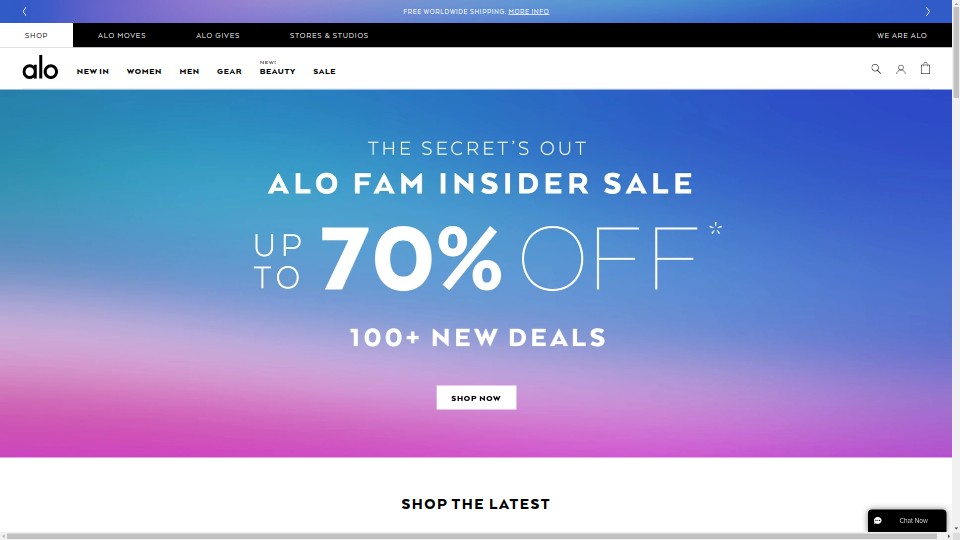 FREE WORLDWIDE SHIPPING. MORE INFO
SHOP
ALO MOVES
ALO GIVES
STORES & STUDIOS
WE ARE ALO
alo
NEW IN
WOMEN
MEN
GEAR
NEW!
BEAUTY
SALE
THE SECRET'S OUT
ALO FAM INSIDER SALE
UP TO 70% OFF*
100+ NEW DEALS
SHOP NOW
SHOP THE LATEST
Chat Now